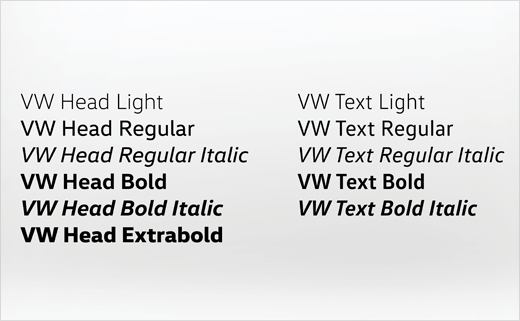 VW Head Light
VW Head Regular
VW Head Regular Italic
VW Head Bold
VW Head Bold Italic
VW Head Extrabold
VW Text Light
VW Text Regular
VW Text Regular Italic
VW Text Bold
VW Text Bold Italic